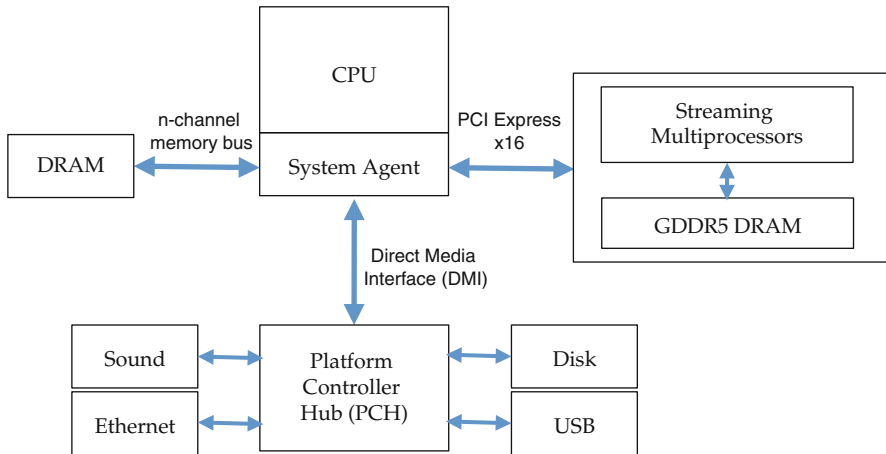 CPU
n-channel
memory bus
PCI Express
x16
Streaming
Multiprocessors
DRAM
System Agent
GDDR5 DRAM
Direct Media
Interface (DMI)
Sound
Platform
Controller
Hub (PCH)
Disk
Ethernet
USB